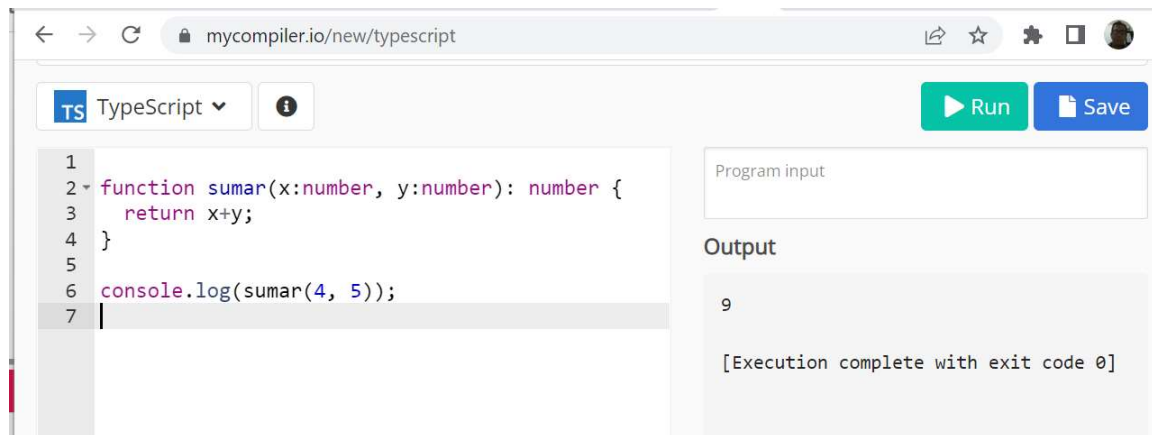 mycompiler.io/new/typescript
TS TypeScript
Run
Save
1
2 function sumar(x:number, y:number): number {
3   return x+y;
4 }
5
6 console.log(sumar(4, 5));
7
Program input
Output
9
[Execution complete with exit code 0]